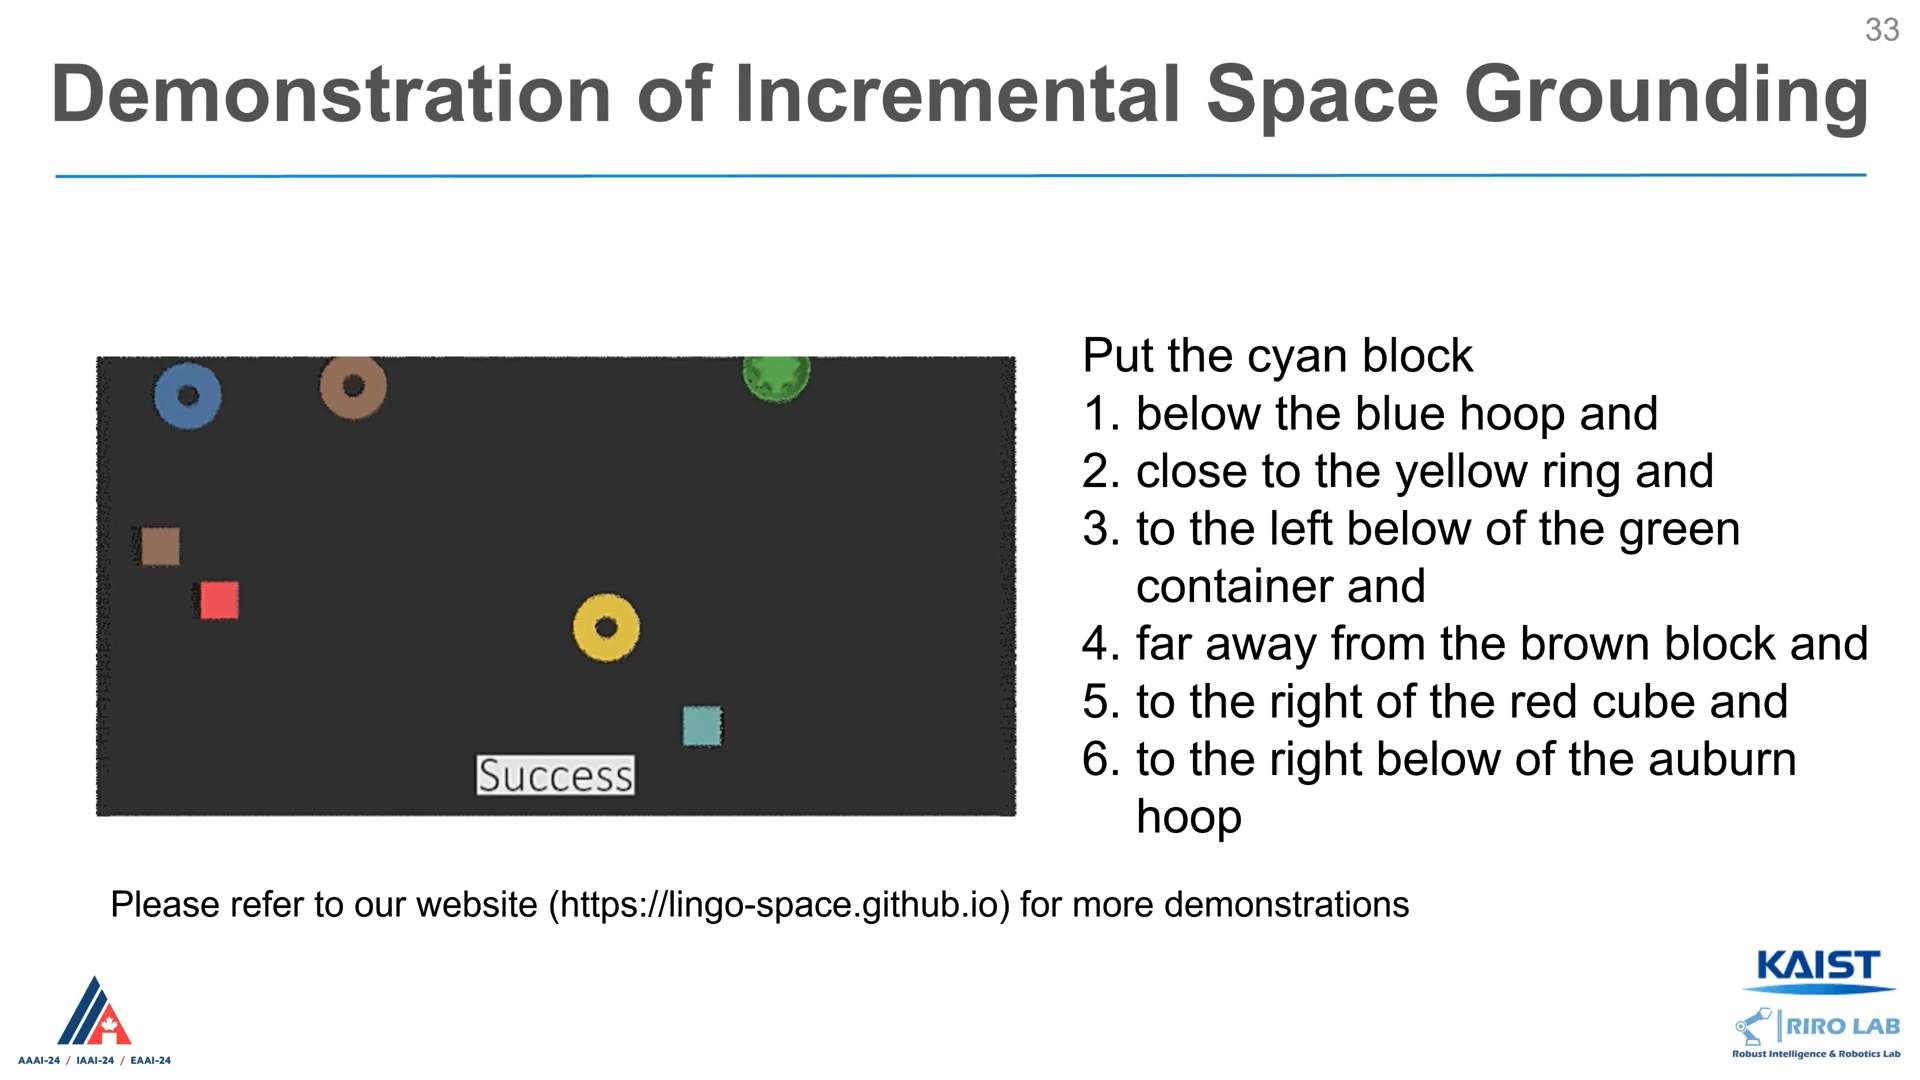 33
Demonstration of Incremental Space Grounding
Put the cyan block
1. below the blue hoop and
2. close to the yellow ring and
3. to the left below of the green
container and
4. far away from the brown block and
5. to the right of the red cube and
6. to the right below of the auburn
hoop
Success
Please refer to our website (https://lingo-space.github.io) for more demonstrations
AAAI-24 / IAAI-24 / EAAI-24
KAIST
RIRO LAB
Robust Intelligence & Robotics Lab